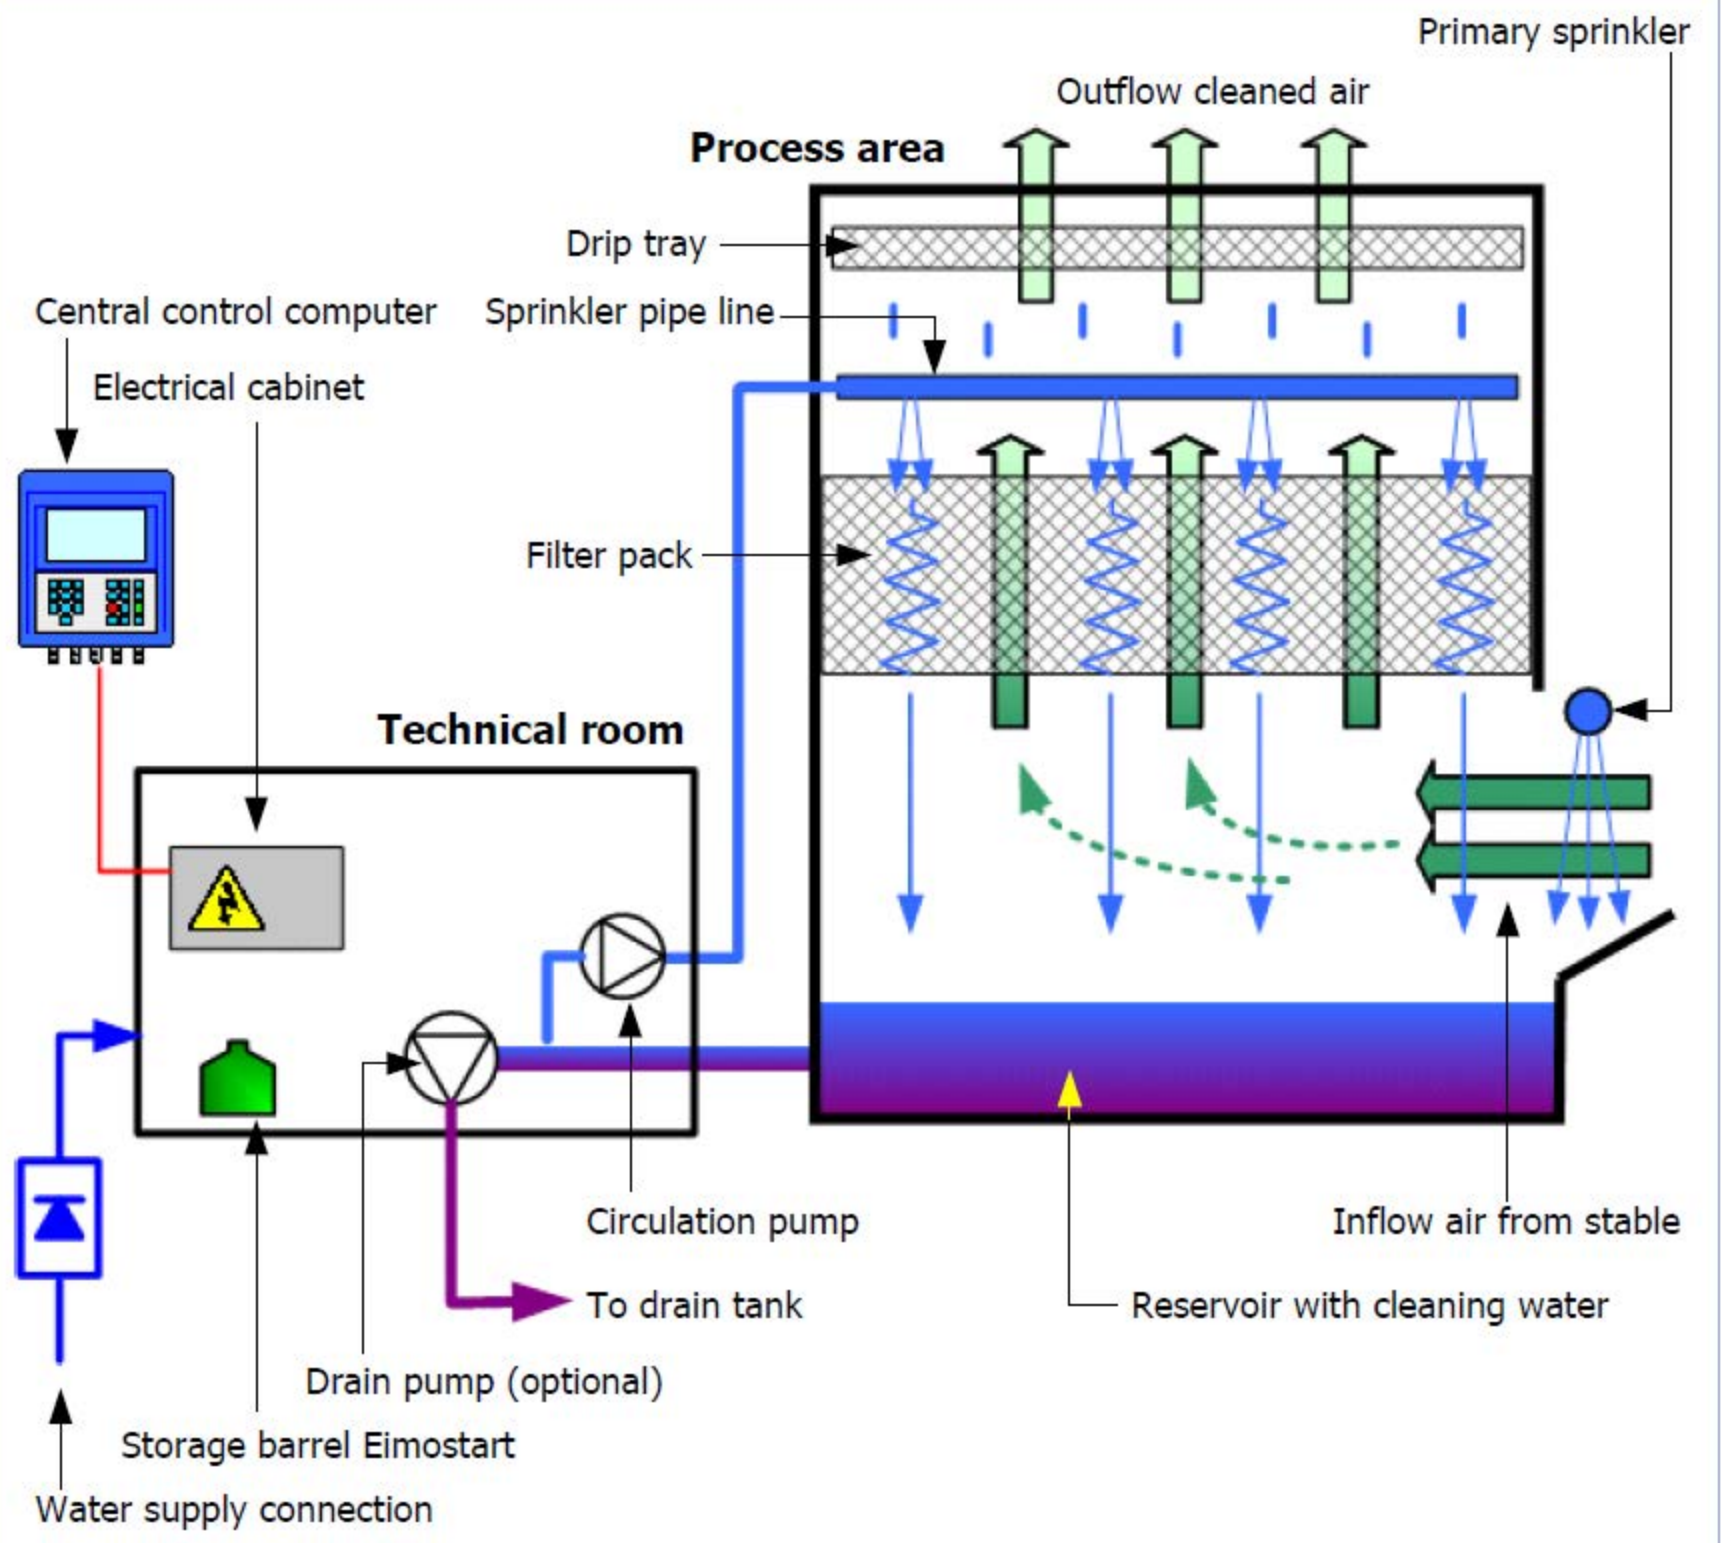 Primary sprinkler
Outflow cleaned air
Process area
Drip tray
Central control computer
Sprinkler pipe line
Electrical cabinet
Filter pack
Technical room
Circulation pump
Inflow air from stable
To drain tank
Reservoir with cleaning water
Drain pump (optional)
Storage barrel Eimostart
Water supply connection